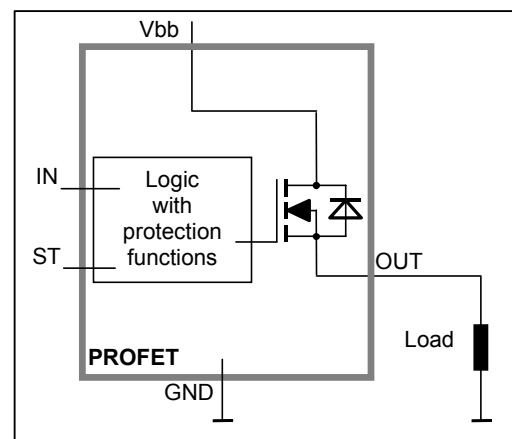 Vbb
IN
Logic
with
protection
functions
ST
OUT
Load
PROFET
GND